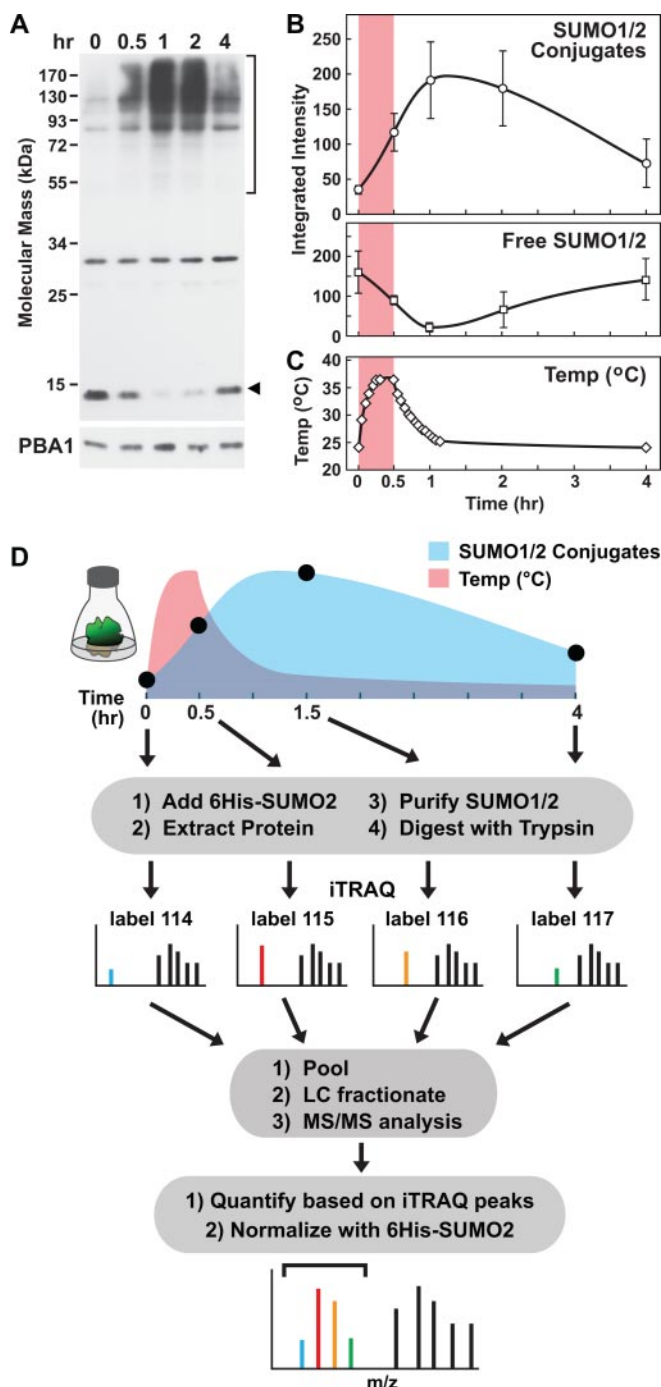 A
hr 0 0.5 1 2 4
Molecular Mass (kDa)
170
130
93
72
55
34
25
15
PBA1
B
SUMO1/2
Conjugates
Integrated Intensity
250
200
150
100
50
0
Free SUMO1/2
200
100
0
C
Temp (°C)
Temp (°C)
40
35
30
25
20
0 0.5 1 2 4
Time (hr)
D
SUMO1/2 Conjugates
Temp (°C)
Time
(hr)
0 0.5 1.5 4
1) Add 6His-SUMO2
2) Extract Protein
3) Purify SUMO1/2
4) Digest with Trypsin
iTRAQ
label 114
label 115
label 116
label 117
1) Pool
2) LC fractionate
3) MS/MS analysis
1) Quantify based on iTRAQ peaks
2) Normalize with 6His-SUMO2
m/z